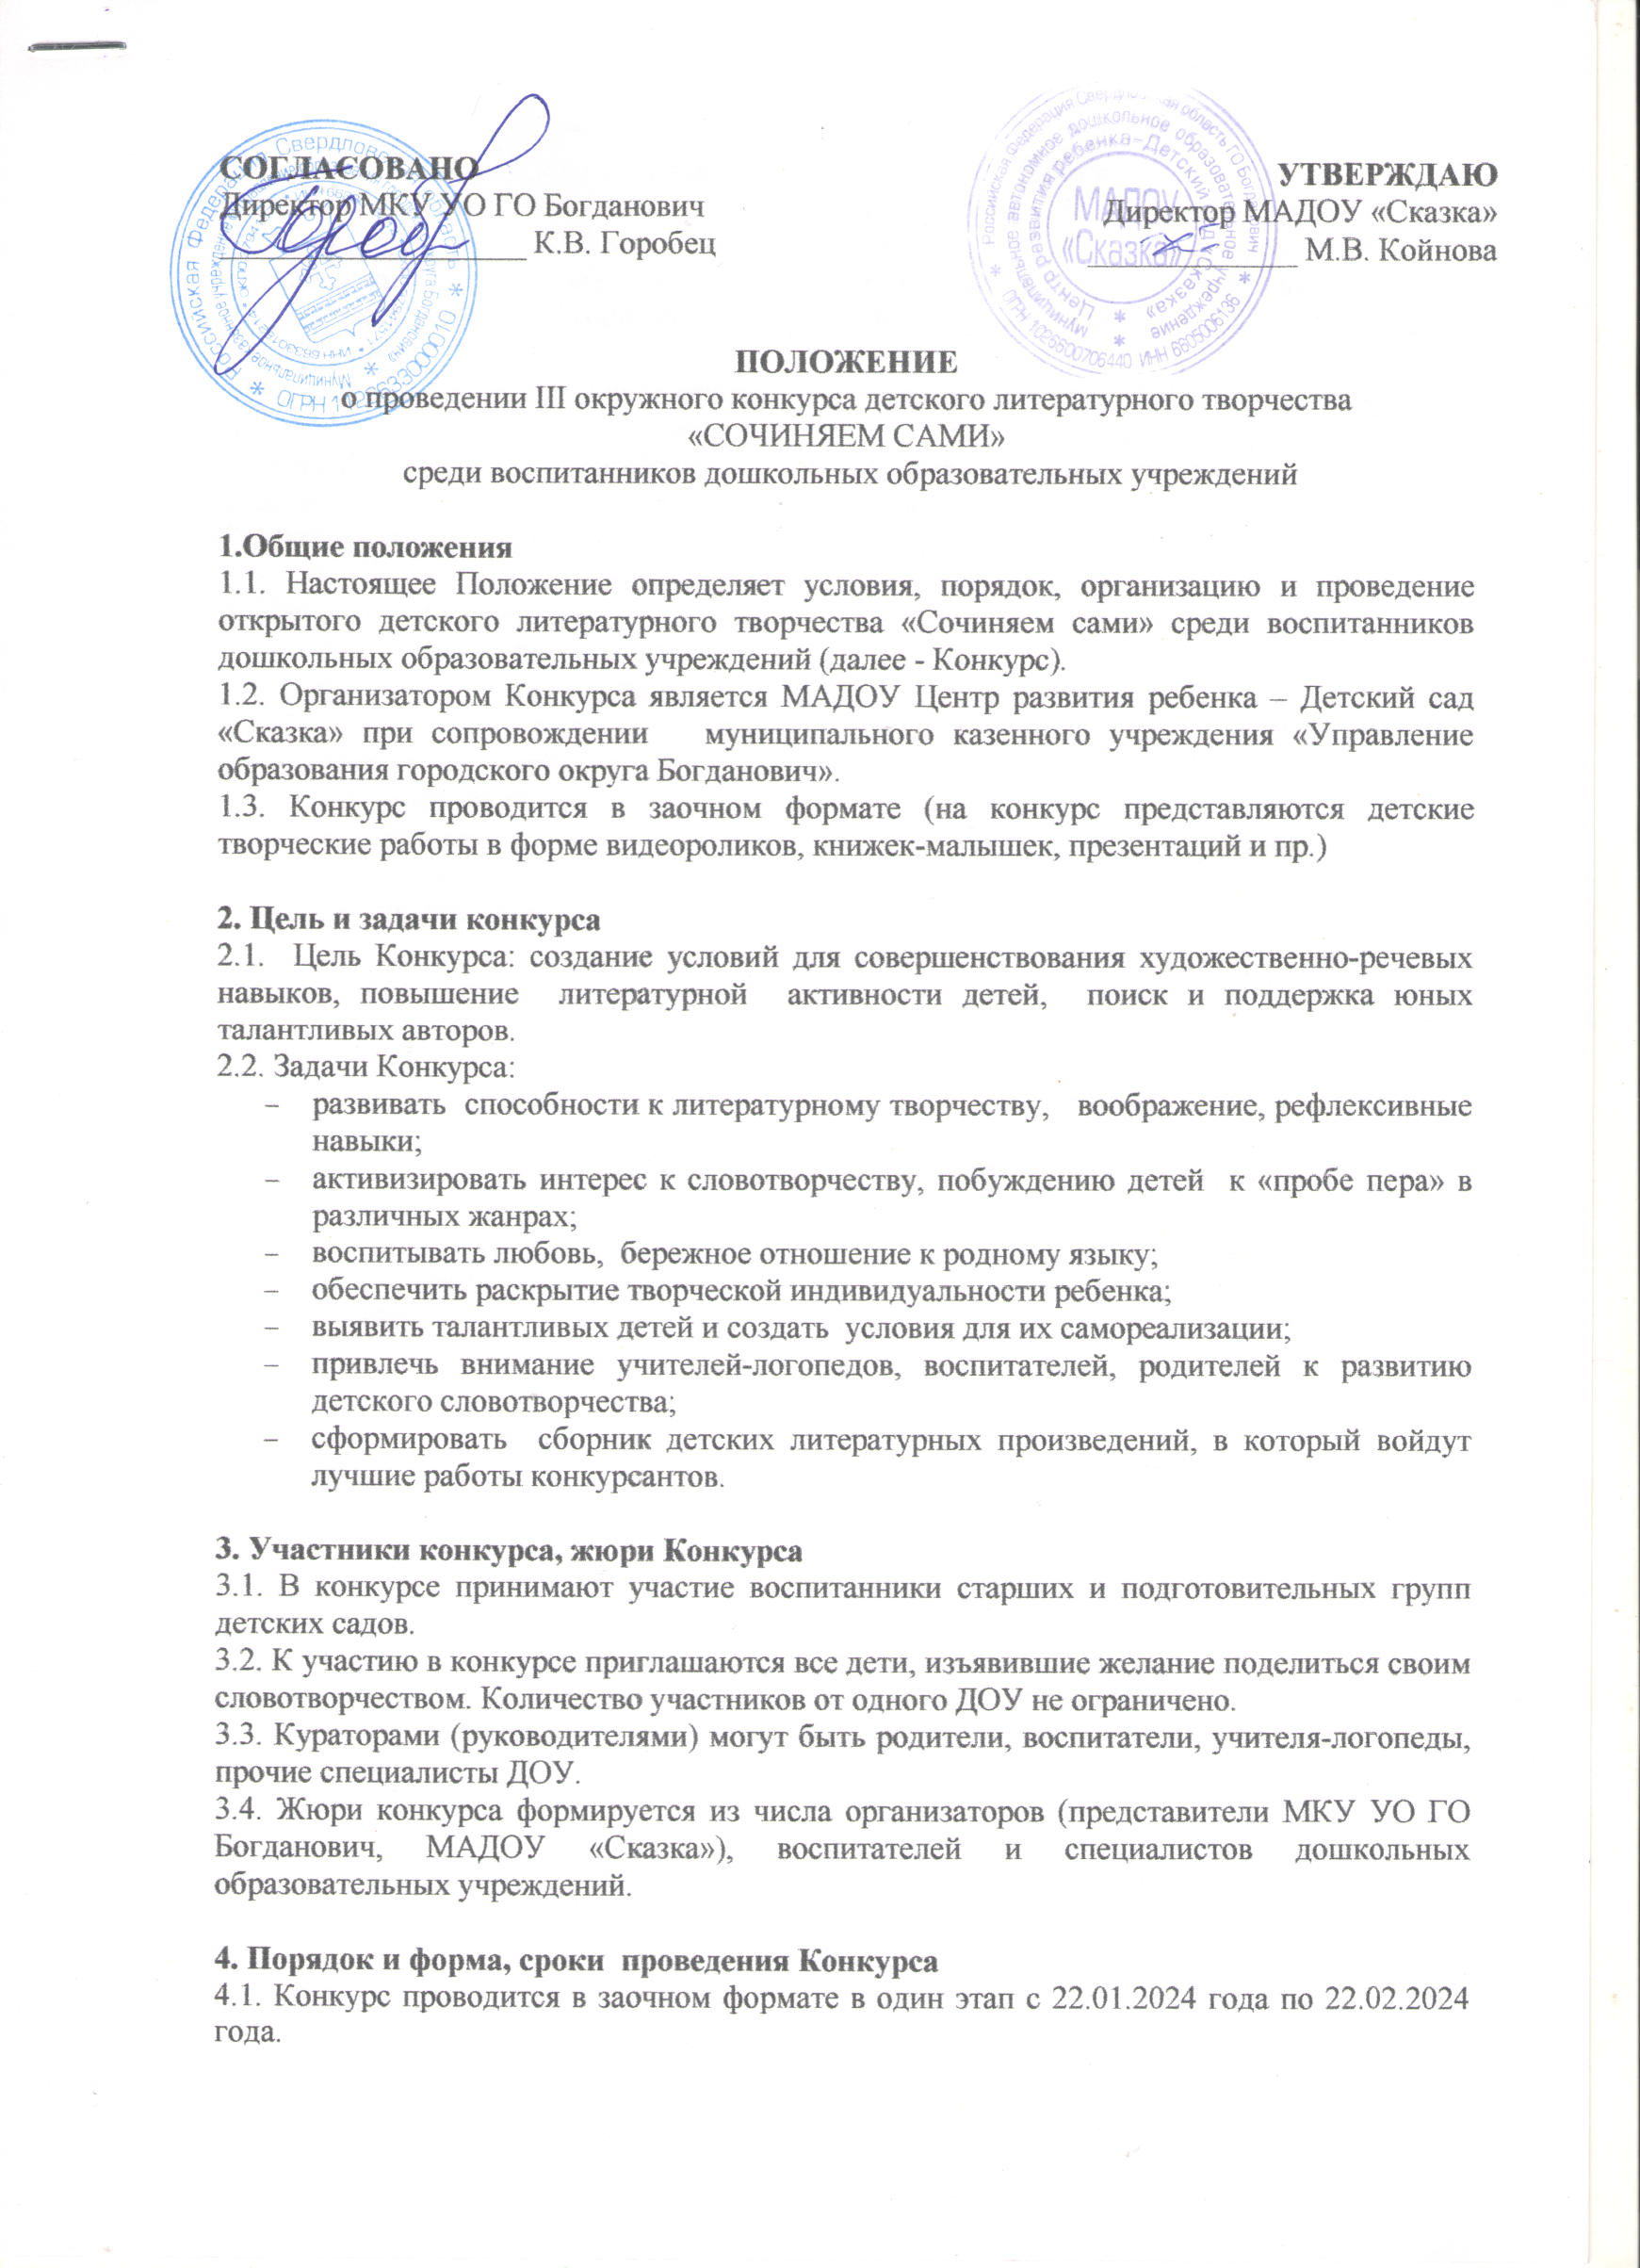 СОГЛАСОВАНО
Директор МКУ УО ГО Богданович
К.В. Горобец
УТВЕРЖДАЮ
Директор МАДОУ «Сказка»
М.В. Койнова
МАДОУ
«Сказка»
ОГРН 1026600706440 ИНН 6605006136
ПОЛОЖЕНИЕ
о проведении III окружного конкурса детского литературного творчества
«СОЧИНЯЕМ САМИ»
среди воспитанников дошкольных образовательных учреждений
1.Общие положения
1.1. Настоящее Положение определяет условия, порядок, организацию и проведение
открытого детского литературного творчества «Сочиняем сами» среди воспитанников
дошкольных образовательных учреждений (далее - Конкурс).
1.2. Организатором Конкурса является МАДОУ Центр развития ребенка – Детский сад
«Сказка» при сопровождении муниципального казенного учреждения «Управление
образования городского округа Богданович».
1.3. Конкурс проводится в заочном формате (на конкурс представляются детские
творческие работы в форме видеороликов, книжек-малышек, презентаций и пр.)
2. Цель и задачи конкурса
2.1. Цель Конкурса: создание условий для совершенствования художественно-речевых
навыков, повышение литературной активности детей, поиск и поддержка юных
талантливых авторов.
2.2. Задачи Конкурса:
– развивать способности к литературному творчеству, воображение, рефлексивные
навыки;
– активизировать интерес к словотворчеству, побуждению детей к «пробе пера» в
различных жанрах;
– воспитывать любовь, бережное отношение к родному языку;
– обеспечить раскрытие творческой индивидуальности ребенка;
– выявить талантливых детей и создать условия для их самореализации;
– привлечь внимание учителей-логопедов, воспитателей, родителей к развитию
детского словотворчества;
– сформировать сборник детских литературных произведений, в который войдут
лучшие работы конкурсантов.
3. Участники конкурса, жюри Конкурса
3.1. В конкурсе принимают участие воспитанники старших и подготовительных групп
детских садов.
3.2. К участию в конкурсе приглашаются все дети, изъявившие желание поделиться своим
словотворчеством. Количество участников от одного ДОУ не ограничено.
3.3. Кураторами (руководителями) могут быть родители, воспитатели, учителя-логопеды,
прочие специалисты ДОУ.
3.4. Жюри конкурса формируется из числа организаторов (представители МКУ УО ГО
Богданович, МАДОУ «Сказка»), воспитателей и специалистов дошкольных
образовательных учреждений.
4. Порядок и форма, сроки проведения Конкурса
4.1. Конкурс проводится в заочном формате в один этап с 22.01.2024 года по 22.02.2024
года.